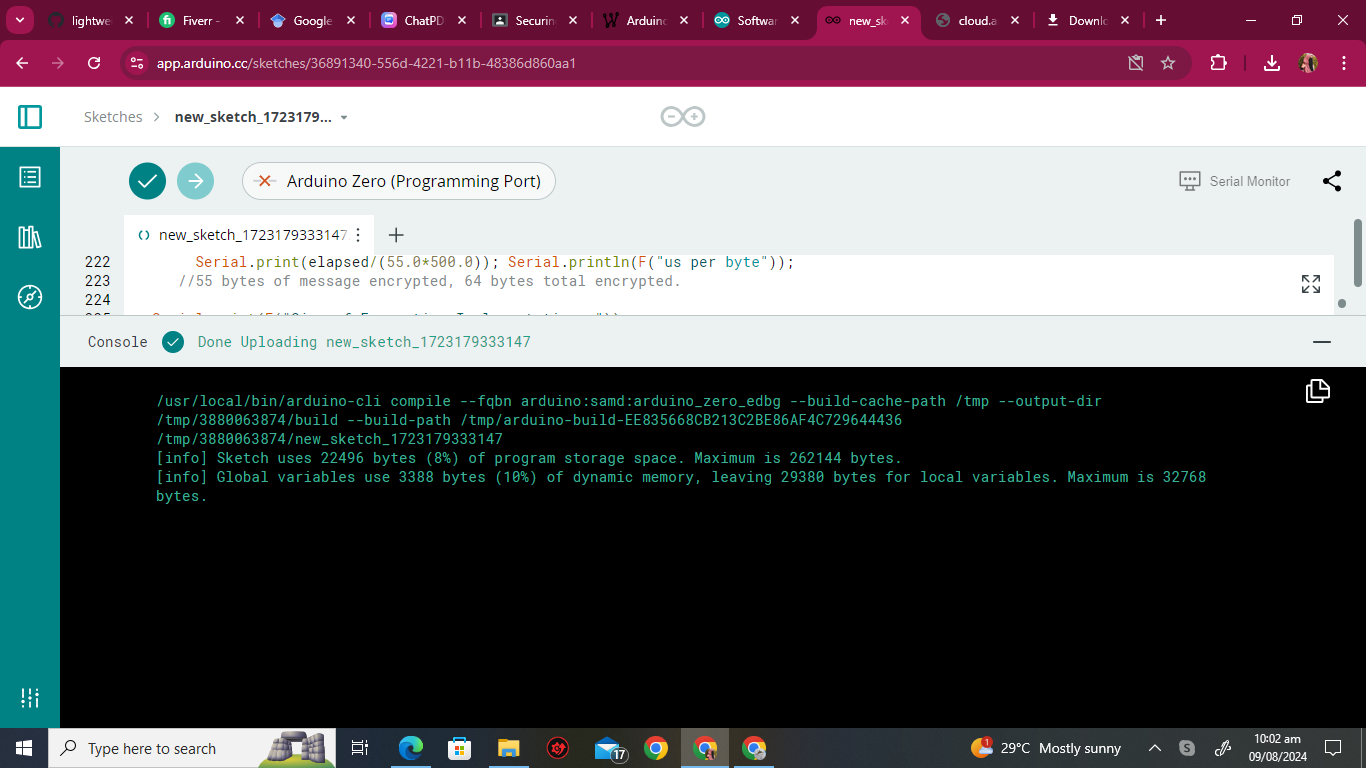 lightwei
Fiverr -
Google
ChatPD
Securin
Arduino
Softwar
new_sk
cloud.a
Downlo
app.arduino.cc/sketches/36891340-556d-4221-b11b-48386d860aa1
Sketches > new_sketch_1723179...
Arduino Zero (Programming Port)
Serial Monitor
new_sketch_1723179333147
222 Serial.print(elapsed/(55.0*500.0)); Serial.println(F("us per byte"));
223 //55 bytes of message encrypted, 64 bytes total encrypted.
224
Console Done Uploading new_sketch_1723179333147
/usr/local/bin/arduino-cli compile --fqbn arduino:samd:arduino_zero_edbg --build-cache-path /tmp --output-dir
/tmp/3880063874/build --build-path /tmp/arduino-build-EE835668CB213C2BE86AF4C729644436
/tmp/3880063874/new_sketch_1723179333147
[info] Sketch uses 22496 bytes (8%) of program storage space. Maximum is 262144 bytes.
[info] Global variables use 3388 bytes (10%) of dynamic memory, leaving 29380 bytes for local variables. Maximum is 32768
bytes.
Type here to search
17
1
29°C Mostly sunny
10:02 am
09/08/2024